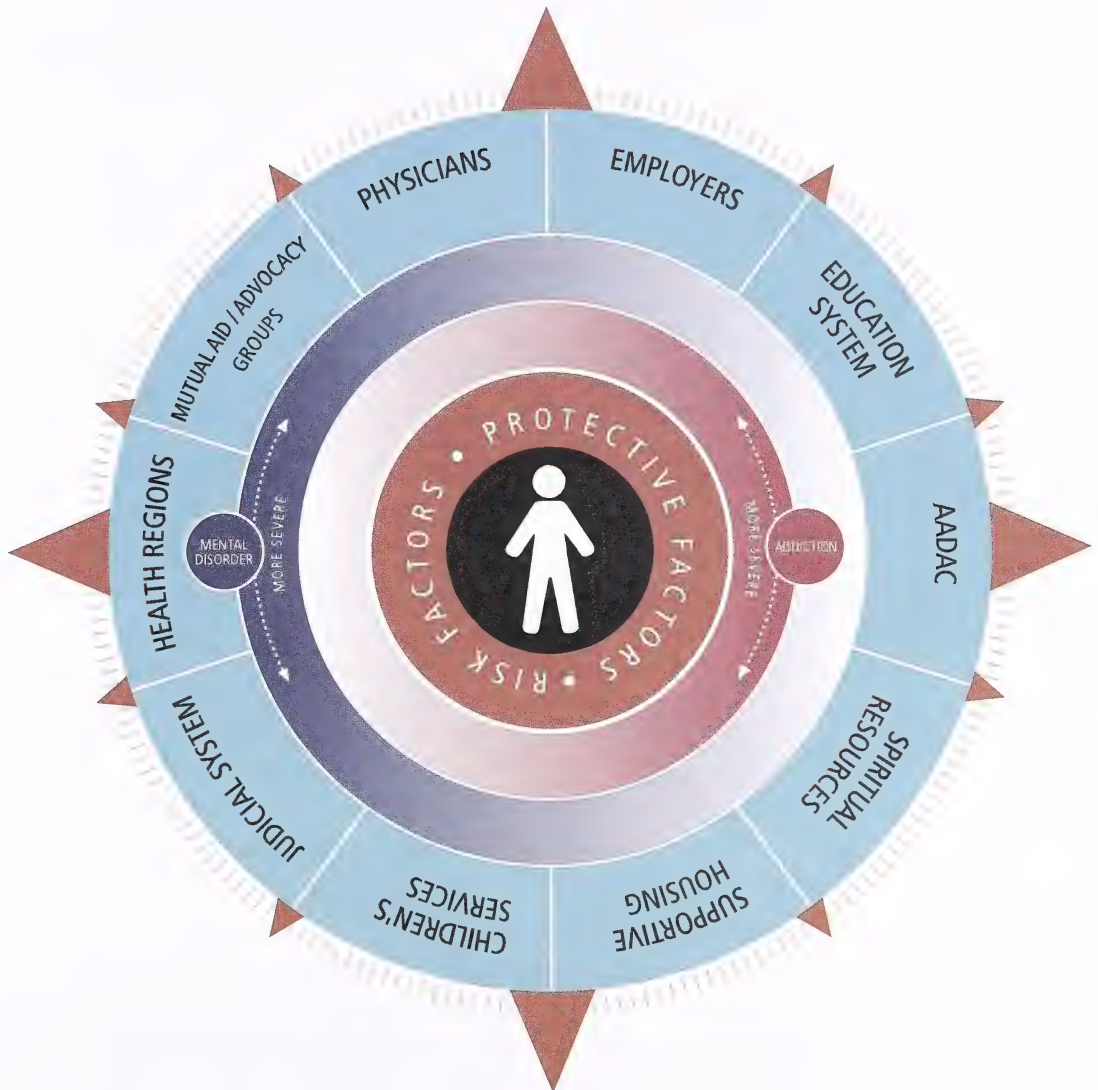 PHYSICIANS
EMPLOYERS
EDUCATION
SYSTEM
AADAC
SPIRITUAL
RESOURCES
SUPPORTIVE
HOUSING
CHILDREN'S
SERVICES
JUDICIAL SYSTEM
HEALTH REGIONS
MUTUAL AID / ADVOCACY
GROUPS
MENTAL
DISORDER
MORE SEVERE
MORE SEVERE
ADDICTION
PROTECTIVE FACTORS • RISK FACTORS •